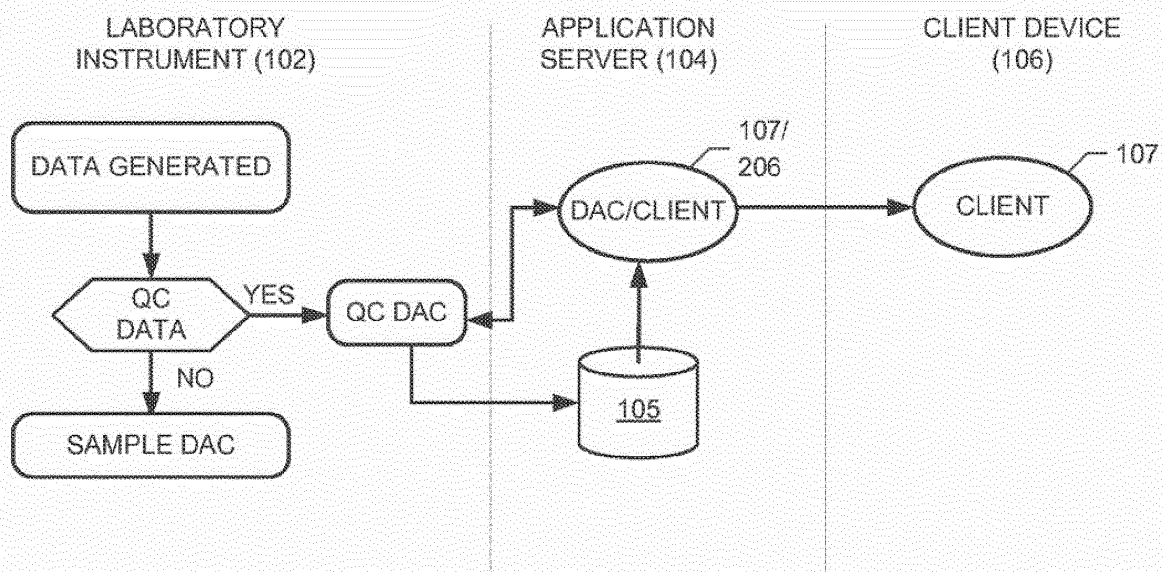 LABORATORY
INSTRUMENT (102)
APPLICATION
SERVER (104)
CLIENT DEVICE
(106)
DATA GENERATED
107/
206
107
DAC/CLIENT
CLIENT
QC
DATA
YES
QC DAC
NO
105
SAMPLE DAC